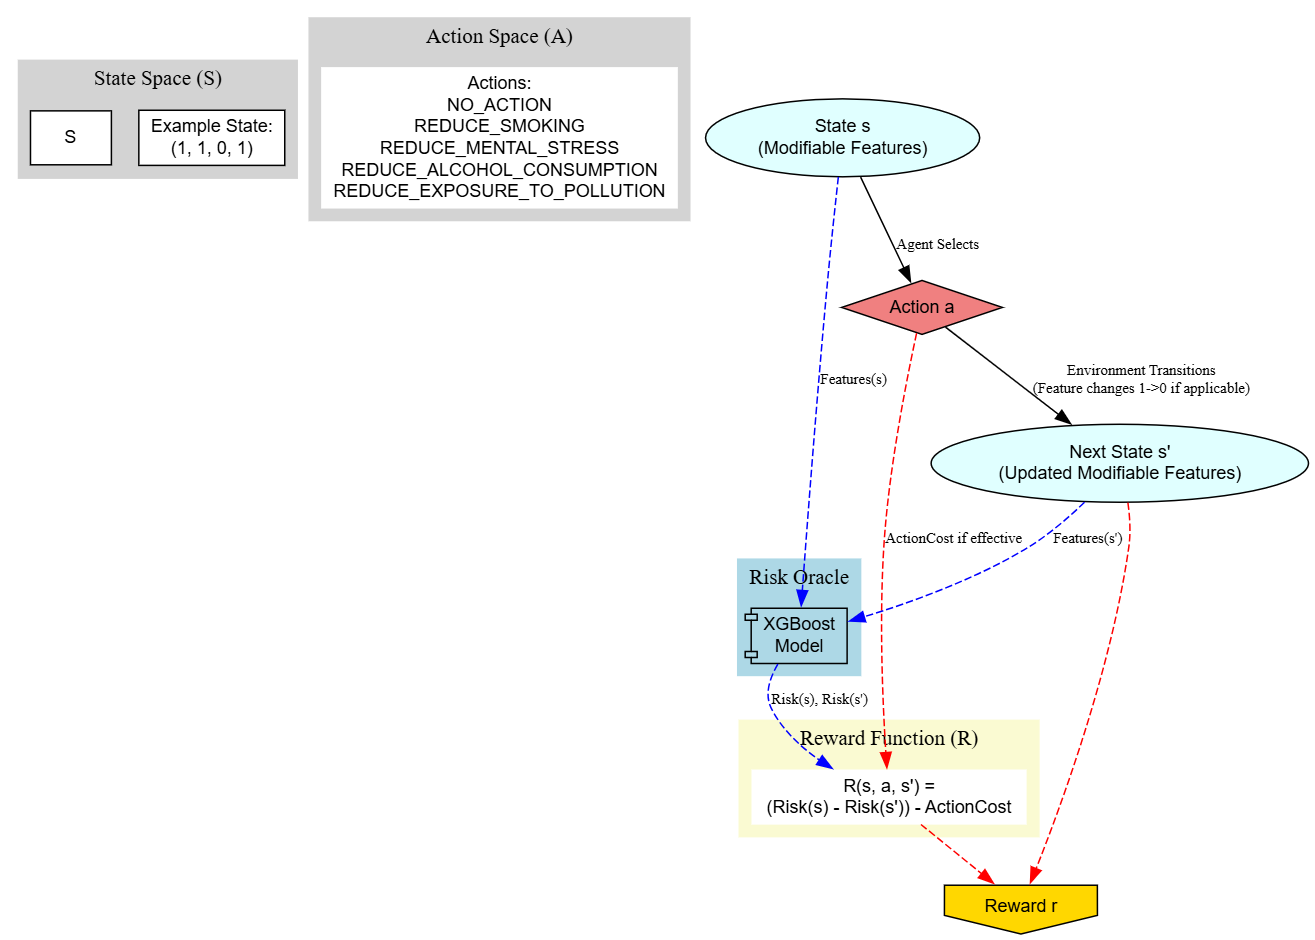 State Space (S)
S
Example State:
(1, 1, 0, 1)
Action Space (A)
Actions:
NO_ACTION
REDUCE_SMOKING
REDUCE_MENTAL_STRESS
REDUCE_ALCOHOL_CONSUMPTION
REDUCE_EXPOSURE_TO_POLLUTION
State s
(Modifiable Features)
Agent Selects
Action a
Environment Transitions
(Feature changes 1->0 if applicable)
Features(s)
Next State s'
(Updated Modifiable Features)
ActionCost if effective
Features(s')
Risk Oracle
XGBoost
Model
Risk(s), Risk(s')
Reward Function (R)
R(s, a, s') =
(Risk(s) - Risk(s')) - ActionCost
Reward r